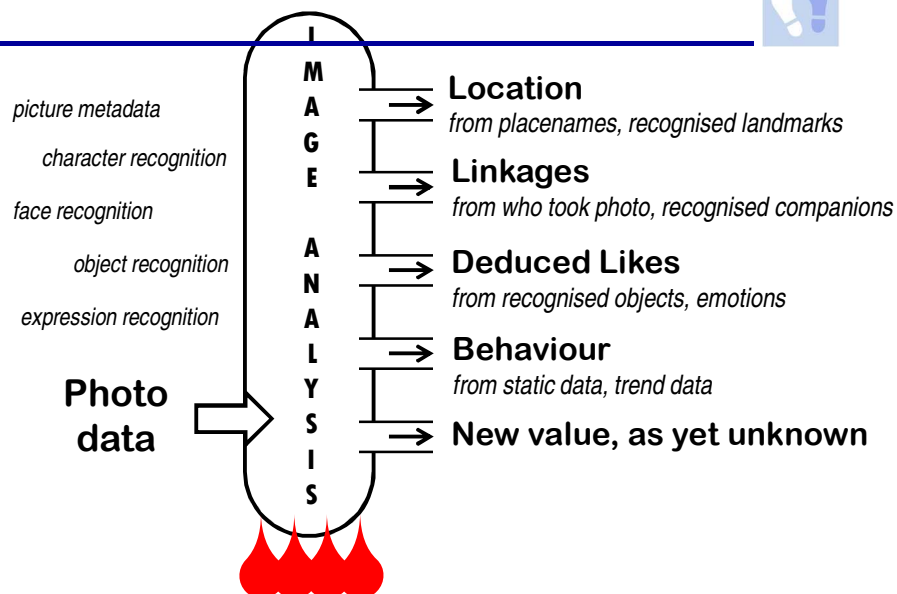 IMAGE ANALYSIS
picture metadata
character recognition
face recognition
object recognition
expression recognition
Photo
data
Location
from placenames, recognised landmarks
Linkages
from who took photo, recognised companions
Deduced Likes
from recognised objects, emotions
Behaviour
from static data, trend data
New value, as yet unknown